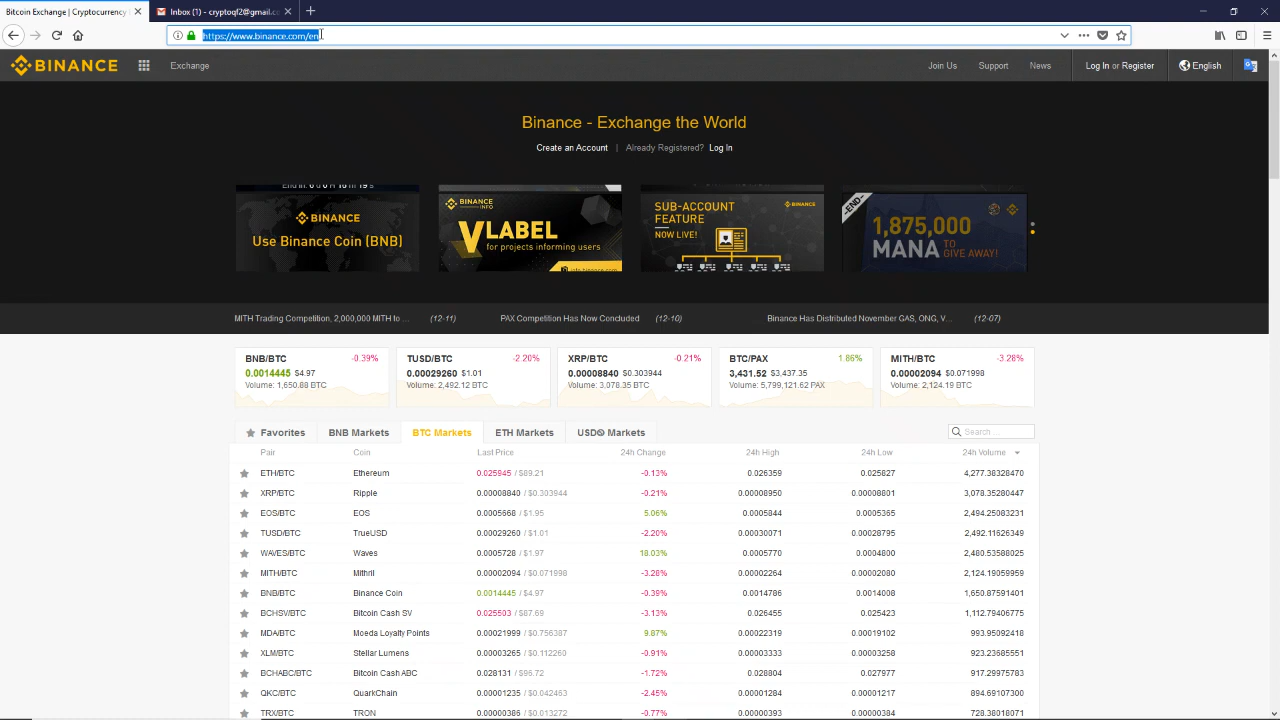 Bitcoin Exchange | Cryptocurrency
Inbox (1) - cryptoqf2@gmail.c
https://www.binance.com/en
BINANCE
Exchange
Join Us
Support
News
Log In or Register
English
Binance - Exchange the World
Create an Account | Already Registered? Log In
BINANCE
Use Binance Coin (BNB)
BINANCE INFO
VLABEL
for projects informing users
info.binance.com
SUB-ACCOUNT
FEATURE
NOW LIVE!
BINANCE
-END-
1,875,000
MANA TO GIVE AWAY!
MITH Trading Competition, 2,000,000 MITH to ... (12-11)
PAX Competition Has Now Concluded (12-10)
Binance Has Distributed November GAS, ONG, V... (12-07)
BNB/BTC -0.39%
0.0014445 $4.97
Volume: 1,650.88 BTC
TUSD/BTC -2.20%
0.00029260 $1.01
Volume: 2,492.12 BTC
XRP/BTC -0.21%
0.00008840 $0.303944
Volume: 3,078.35 BTC
BTC/PAX 1.86%
3,431.52 $3,437.35
Volume: 5,799,121.62 PAX
MITH/BTC -3.28%
0.00002094 $0.071998
Volume: 2,124.19 BTC
Favorites BNB Markets BTC Markets ETH Markets USDⓈ Markets Search ...
Pair Coin Last Price 24h Change 24h High 24h Low 24h Volume
ETH/BTC Ethereum 0.025945 / $89.21 -0.13% 0.026359 0.025827 4,277.38328470
XRP/BTC Ripple 0.00008840 / $0.303944 -0.21% 0.00008950 0.00008801 3,078.35280447
EOS/BTC EOS 0.0005668 / $1.95 5.06% 0.0005844 0.0005365 2,494.25083231
TUSD/BTC TrueUSD 0.00029260 / $1.01 -2.20% 0.00030071 0.00028795 2,492.11626349
WAVES/BTC Waves 0.0005728 / $1.97 18.03% 0.0005770 0.0004800 2,480.53588025
MITH/BTC Mithril 0.00002094 / $0.071998 -3.28% 0.00002264 0.00002080 2,124.19059959
BNB/BTC Binance Coin 0.0014445 / $4.97 -0.39% 0.0014786 0.0014008 1,650.87591401
BCHSV/BTC Bitcoin Cash SV 0.025503 / $87.69 -3.13% 0.026455 0.025423 1,112.79406775
MDA/BTC Moeda Loyalty Points 0.00021999 / $0.756387 9.87% 0.00022319 0.00019102 993.95092418
XLM/BTC Stellar Lumens 0.00003265 / $0.112260 -0.91% 0.00003333 0.00003258 923.23685551
BCHABC/BTC Bitcoin Cash ABC 0.028131 / $96.72 -1.72% 0.028804 0.027977 917.29975783
QKC/BTC QuarkChain 0.00001235 / $0.042463 -2.45% 0.00001284 0.00001217 894.69107300
TRX/BTC TRON 0.00000386 / $0.013272 -0.77% 0.00000393 0.00000384 728.38018071